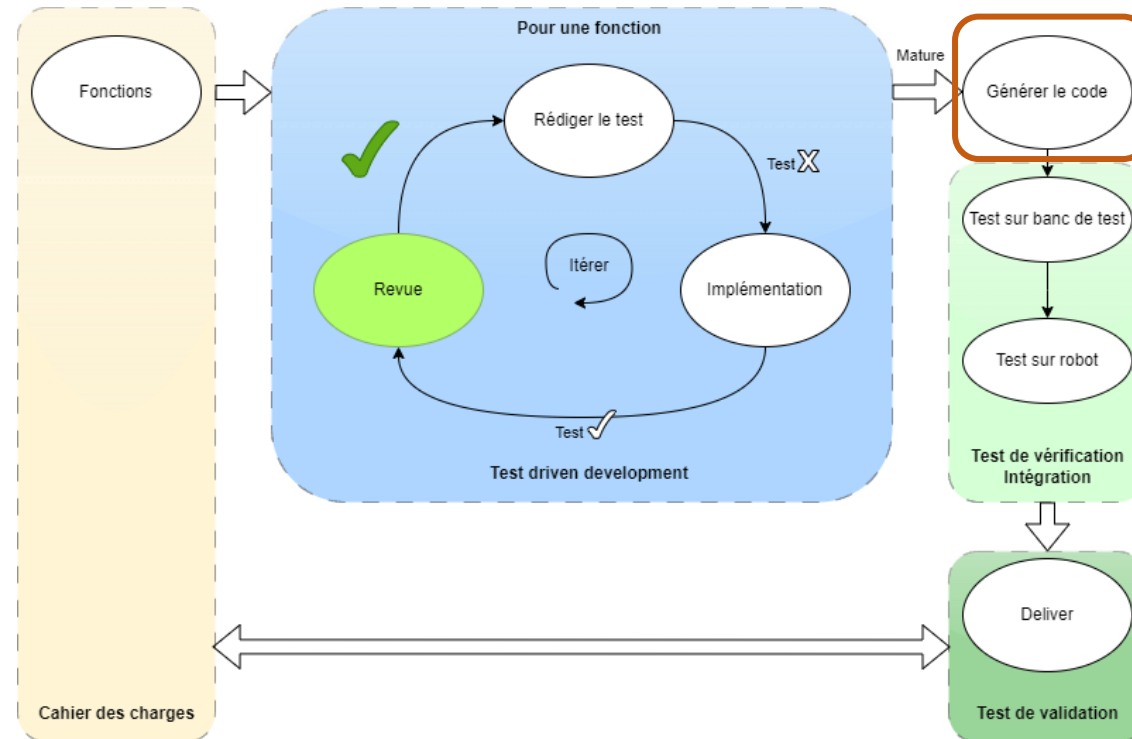 Pour une fonction
Fonctions
Mature
Générer le code
Rédiger le test
Test
Test sur banc de test
Itérer
Revue
Implémentation
Test sur robot
Test
Test de vérification
Intégration
Test driven development
Deliver
Cahier des charges
Test de validation